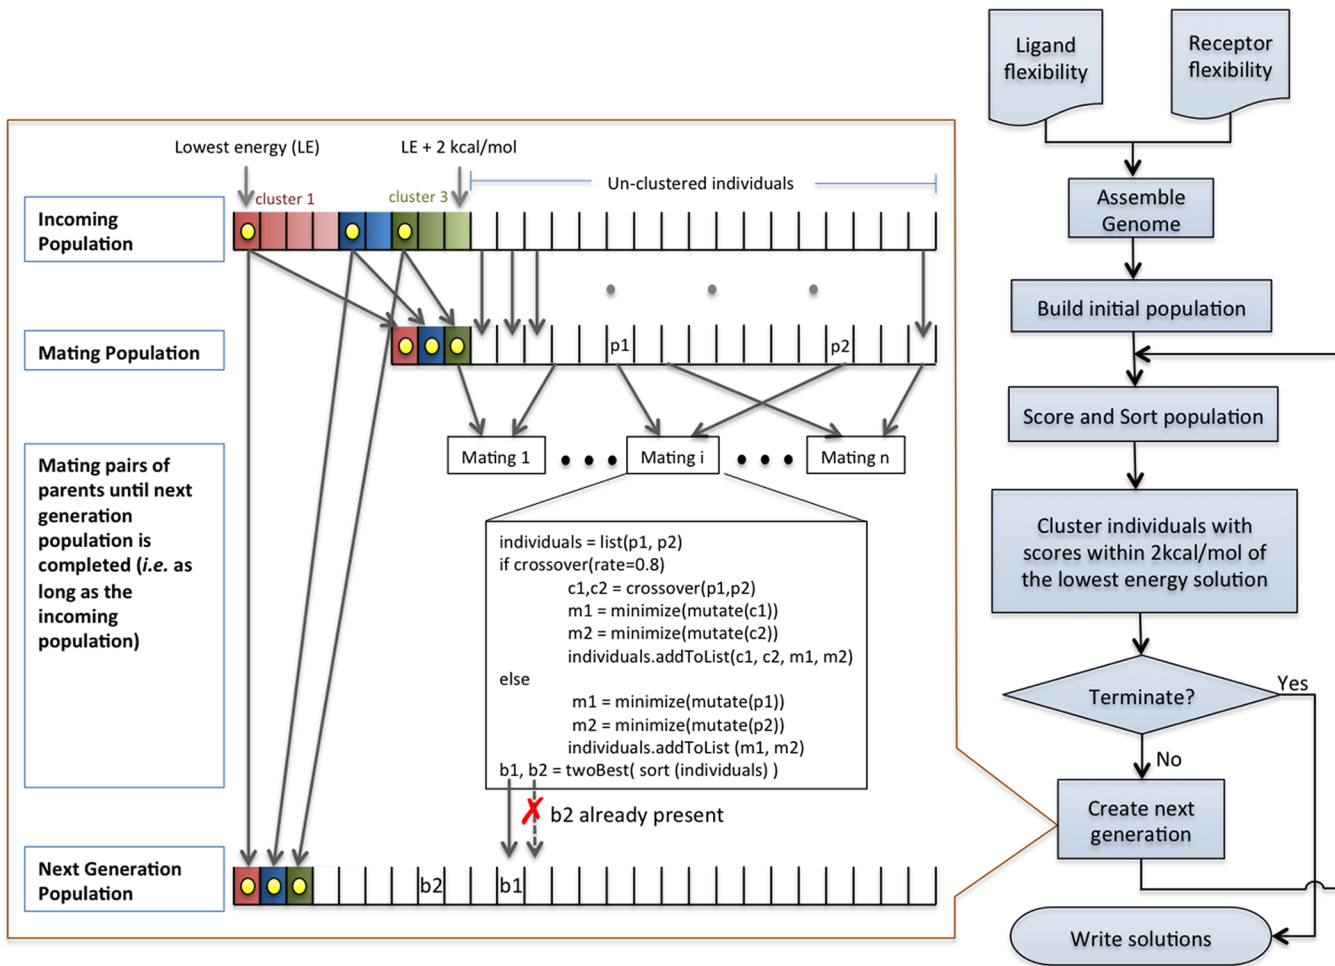 Ligand
flexibility
Receptor
flexibility
Assemble
Genome
Build initial population
Score and Sort population
Cluster individuals with
scores within 2kcal/mol of
the lowest energy solution
Terminate?
Yes
No
Create next
generation
Write solutions
Lowest energy (LE)
LE + 2 kcal/mol
cluster 1
cluster 3
Un-clustered individuals
Incoming
Population
Mating Population
p1
p2
Mating 1
Mating i
Mating n
Mating pairs of
parents until next
generation
population is
completed (i.e. as
long as the
incoming
population)
individuals = list(p1, p2)
if crossover(rate=0.8)
c1,c2 = crossover(p1,p2)
m1 = minimize(mutate(c1))
m2 = minimize(mutate(c2))
individuals.addToList(c1, c2, m1, m2)
else
m1 = minimize(mutate(p1))
m2 = minimize(mutate(p2))
individuals.addToList (m1, m2)
b1, b2 = twoBest( sort (individuals) )
b2 already present
Next Generation
Population
b2
b1